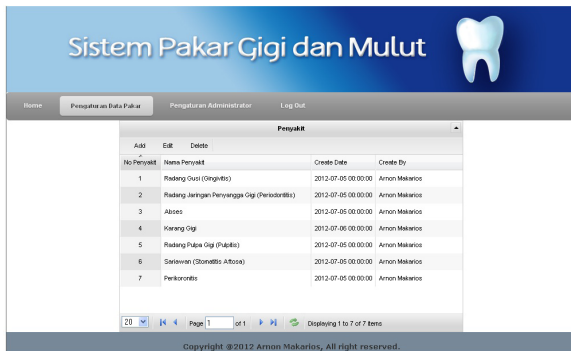 Sistem Pakar Gigi dan Mulut
Home Pengaturan Data Pakar Pengaturan Administrator Log Out
Penyakit
Add Edit Delete
No Penyakit Nama Penyakit Create Date Create By
1 Radang Gusi (Gingivitis) 2012-07-05 00:00:00 Arnon Makarios
2 Radang Jaringan Penyangga Gigi (Periodontitis) 2012-07-05 00:00:00 Arnon Makarios
3 Abses 2012-07-05 00:00:00 Arnon Makarios
4 Karang Gigi 2012-07-06 00:00:00 Arnon Makarios
5 Radang Pulpa Gigi (Pulpitis) 2012-07-05 00:00:00 Arnon Makarios
6 Sariawan (Stomatitis Aftosa) 2012-07-05 00:00:00 Arnon Makarios
7 Perikoronitis 2012-07-05 00:00:00 Arnon Makarios
20 Page 1 of 1 Displaying 1 to 7 of 7 items
Copyright @2012 Arnon Makarios, All right reserved.